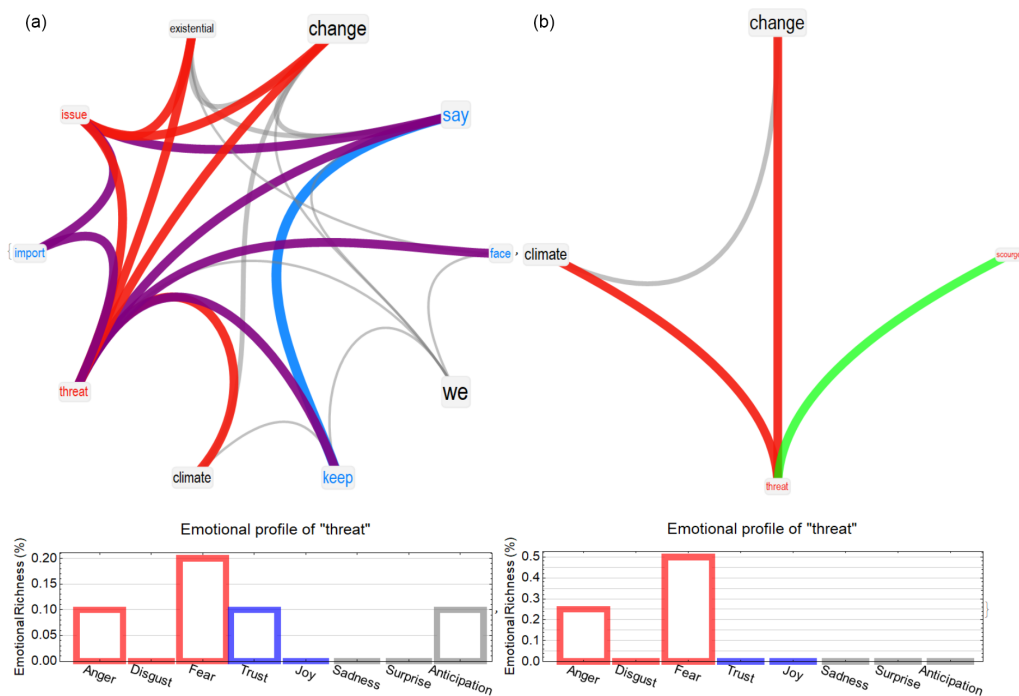 (a)
existential
change
issue
say
{
import
face
,
threat
we
climate
keep
(b)
change
climate
scourge
threat
Emotional profile of "threat"
Emotional Richness (%)
0.20
0.15
0.10
0.05
0.00
Anger
Disgust
Fear
Trust
Joy
Sadness
Surprise
Anticipation
,
Emotional profile of "threat"
Emotional Richness (%)
0.5
0.4
0.3
0.2
0.1
0.0
Anger
Disgust
Fear
Trust
Joy
Sadness
Surprise
Anticipation
}